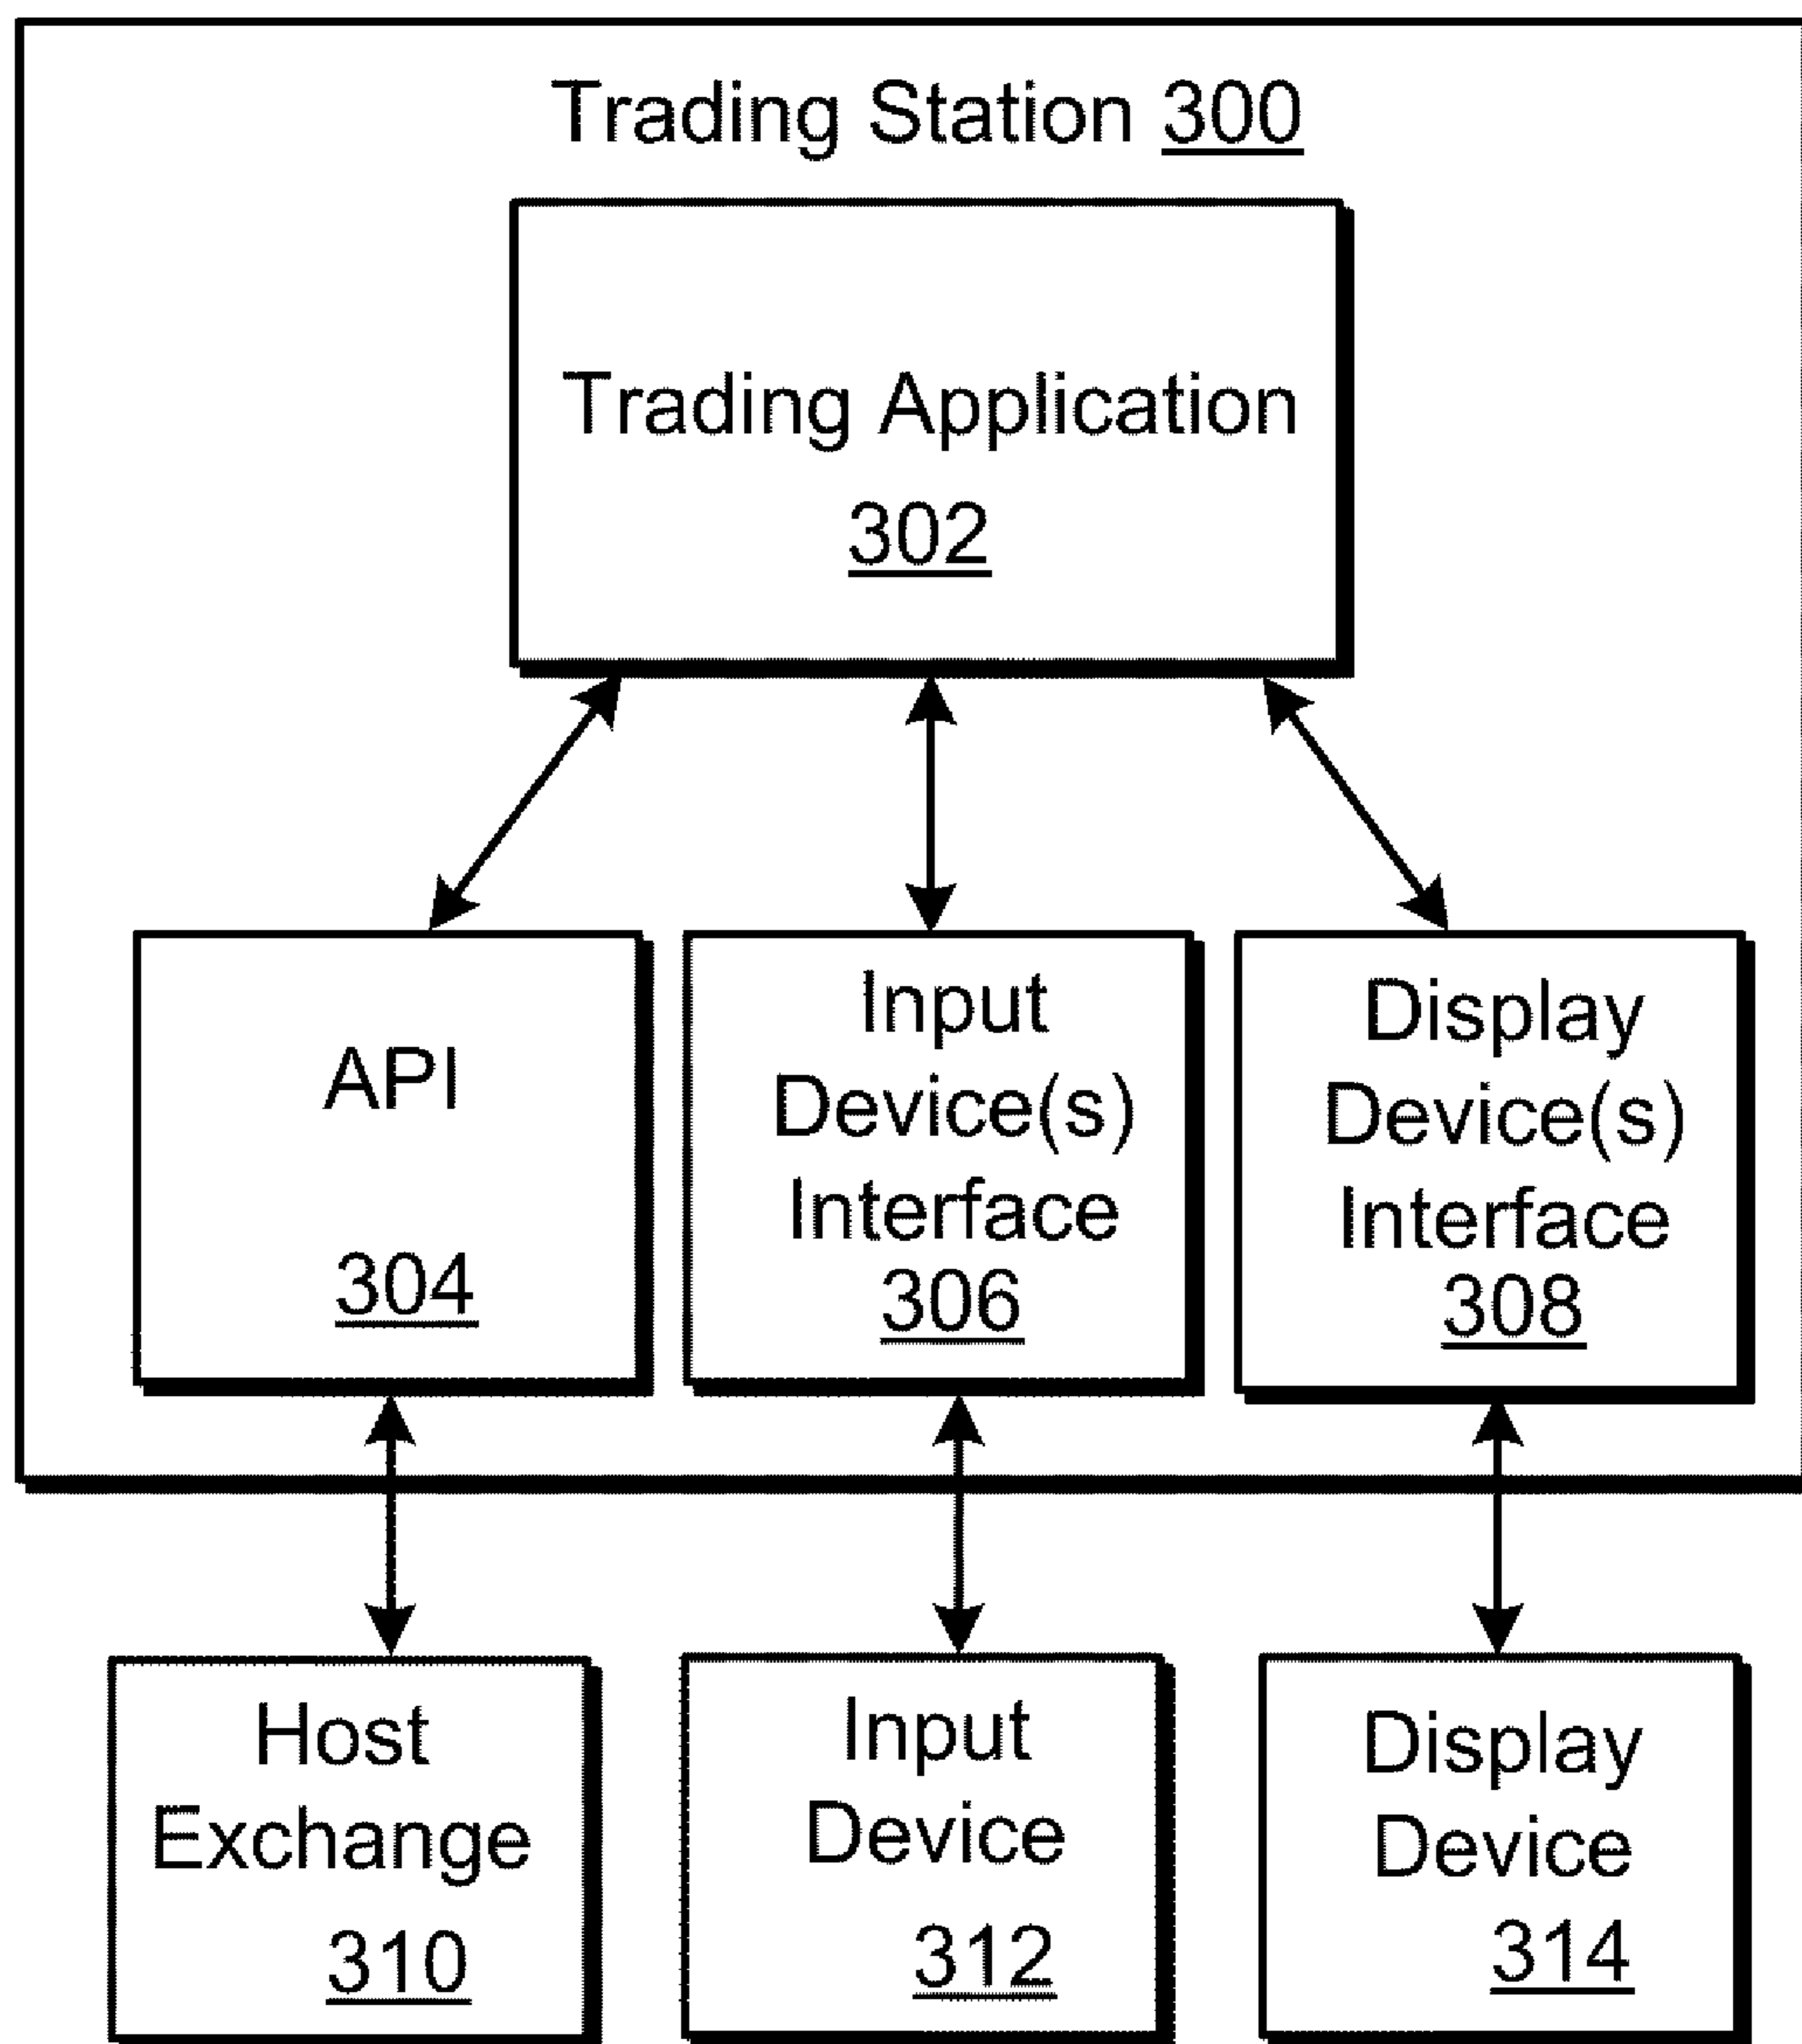 Trading Station 300
Trading Application
302
API
304
Input
Device(s)
Interface
306
Display
Device(s)
Interface
308
Host
Exchange
310
Input
Device
312
Display
Device
314